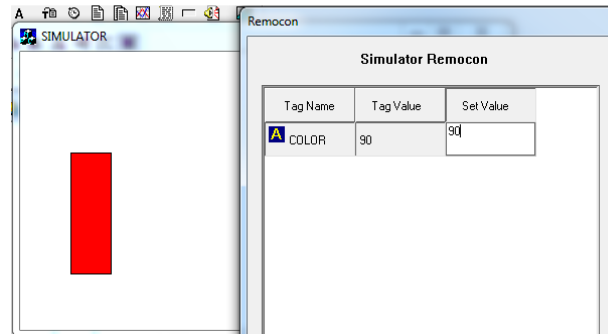 SIMULATOR
Remocon
Simulator Remocon
Tag Name Tag Value Set Value
A COLOR 90 90